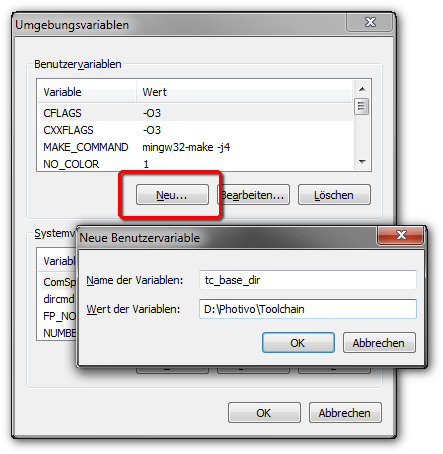 Umgebungsvariablen
Benutzervariablen
Variable Wert
CFLAGS -O3
CXXFLAGS -O3
MAKE_COMMAND mingw32-make -j4
NO_COLOR 1
Neu... Bearbeiten... Löschen
Systemv
Neue Benutzervariable
Variab
Name der Variablen: tc_base_dir
ComSp
dircmd
Wert der Variablen: D:\Photivo\Toolchain
FP_NO
NUMBE
OK Abbrechen
OK Abbrechen